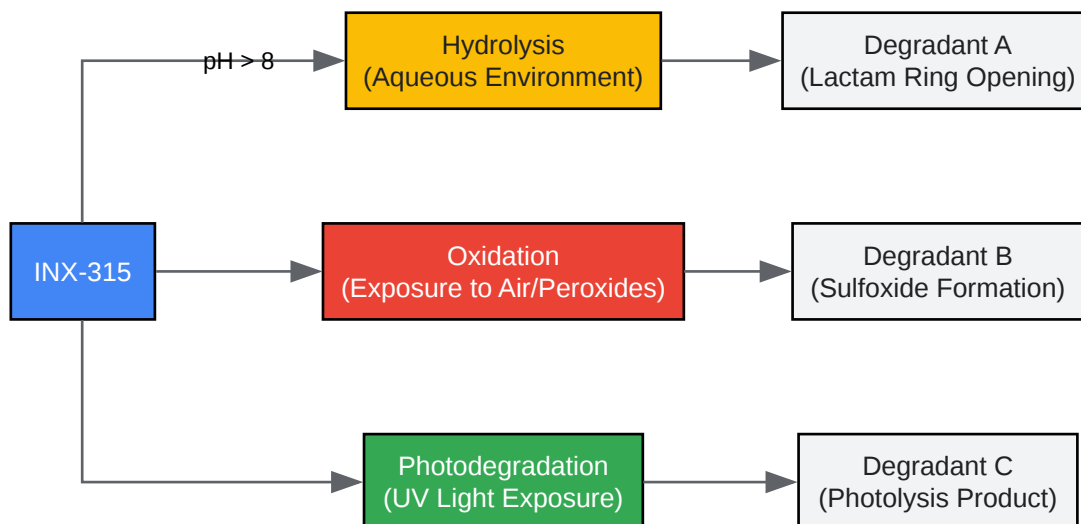 pH > 8
Hydrolysis
(Aqueous Environment)
Degradant A
(Lactam Ring Opening)
INX-315
Oxidation
(Exposure to Air/Peroxides)
Degradant B
(Sulfoxide Formation)
Photodegradation
(UV Light Exposure)
Degradant C
(Photolysis Product)